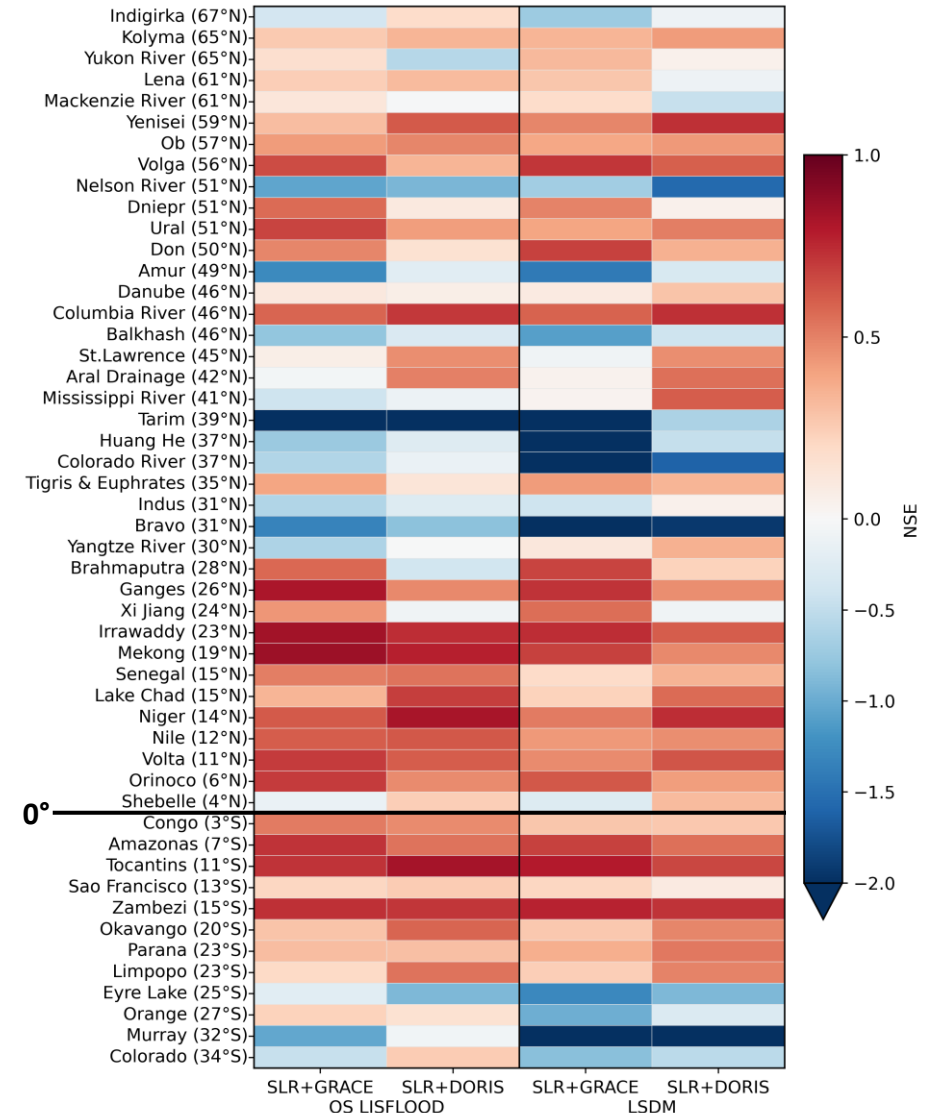 Indigirka (67°N)
Kolyma (65°N)
Yukon River (65°N)
Lena (61°N)
Mackenzie River (61°N)
Yenisei (59°N)
Ob (57°N)
Volga (56°N)
Nelson River (51°N)
Dniepr (51°N)
Ural (51°N)
Don (50°N)
Amur (49°N)
Danube (46°N)
Columbia River (46°N)
Balkhash (46°N)
St.Lawrence (45°N)
Aral Drainage (42°N)
Mississippi River (41°N)
Tarim (39°N)
Huang He (37°N)
Colorado River (37°N)
Tigris & Euphrates (35°N)
Indus (31°N)
Bravo (31°N)
Yangtze River (30°N)
Brahmaputra (28°N)
Ganges (26°N)
Xi Jiang (24°N)
Irrawaddy (23°N)
Mekong (19°N)
Senegal (15°N)
Lake Chad (15°N)
Niger (14°N)
Nile (12°N)
Volta (11°N)
Orinoco (6°N)
Shebelle (4°N)
0°
Congo (3°S)
Amazonas (7°S)
Tocantins (11°S)
Sao Francisco (13°S)
Zambezi (15°S)
Okavango (20°S)
Parana (23°S)
Limpopo (23°S)
Eyre Lake (25°S)
Orange (27°S)
Murray (32°S)
Colorado (34°S)
SLR+GRACE SLR+DORIS SLR+GRACE SLR+DORIS
OS LISFLOOD LSDM
1.0
0.5
0.0
−0.5
−1.0
−1.5
−2.0
NSE